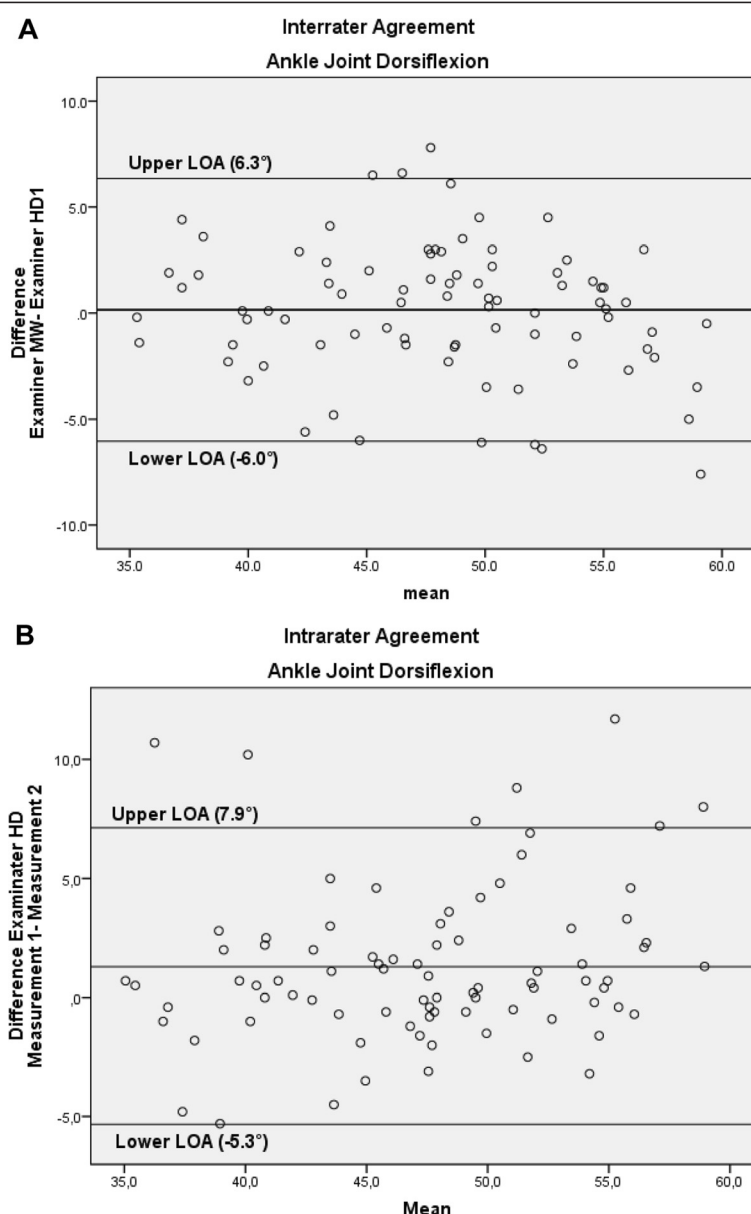 A
Interrater Agreement
Ankle Joint Dorsiflexion
Difference
Examiner MW- Examiner HD1
10.0
5.0
.0
-5.0
-10.0
Upper LOA (6.3°)
Lower LOA (-6.0°)
35.0 40.0 45.0 50.0 55.0 60.0
mean
B
Intrarater Agreement
Ankle Joint Dorsiflexion
Difference Examinater HD
Measurement 1- Measurement 2
10,0
5,0
,0
-5,0
Upper LOA (7.9°)
Lower LOA (-5.3°)
35,0 40,0 45,0 50,0 55,0 60,0
Mean